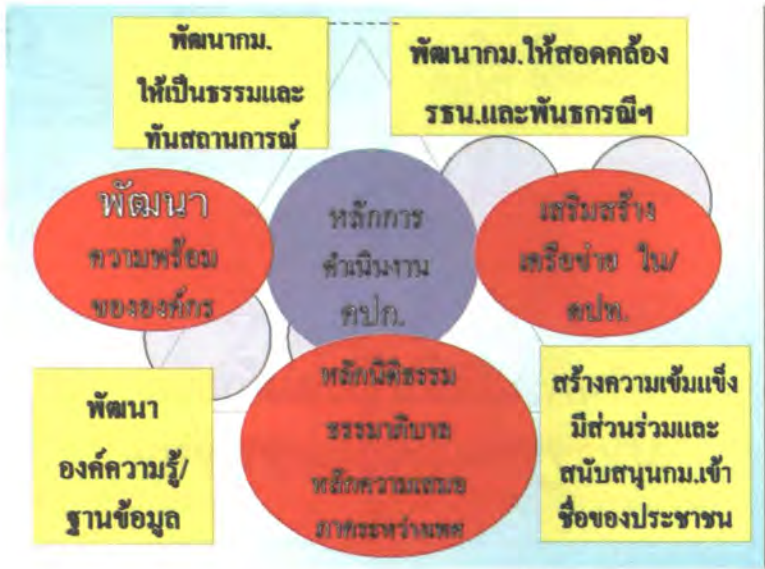 พัฒนากม.
ให้เป็นธรรมและ
ทันสถานการณ์
พัฒนากม.ให้สอดคล้อง
รธน.และพันธกรณีฯ
พัฒนา
ความพร้อม
ขององค์กร
หลักการ
ดำเนินงาน
คปก.
เสริมสร้าง
เครือข่าย ใน/
ตปท.
หลักนิติธรรม
ธรรมาภิบาล
หลักความเสมอ
ภาคระหว่างเพศ
พัฒนา
องค์ความรู้/
ฐานข้อมูล
สร้างความเข้มแข็ง
มีส่วนร่วมและ
สนับสนุนกม.เข้า
ชื่อของประชาชน